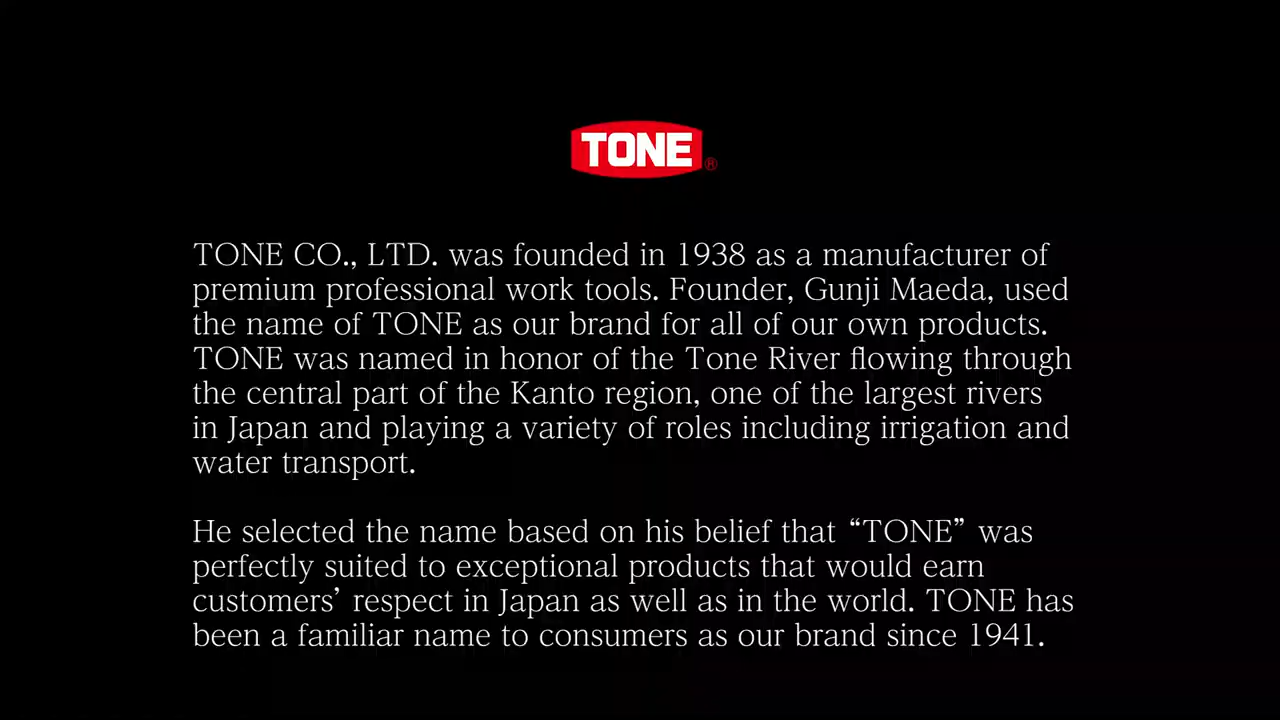 TONE®
TONE CO., LTD. was founded in 1938 as a manufacturer of
premium professional work tools. Founder, Gunji Maeda, used
the name of TONE as our brand for all of our own products.
TONE was named in honor of the Tone River flowing through
the central part of the Kanto region, one of the largest rivers
in Japan and playing a variety of roles including irrigation and
water transport.
He selected the name based on his belief that “TONE” was
perfectly suited to exceptional products that would earn
customers’ respect in Japan as well as in the world. TONE has
been a familiar name to consumers as our brand since 1941.